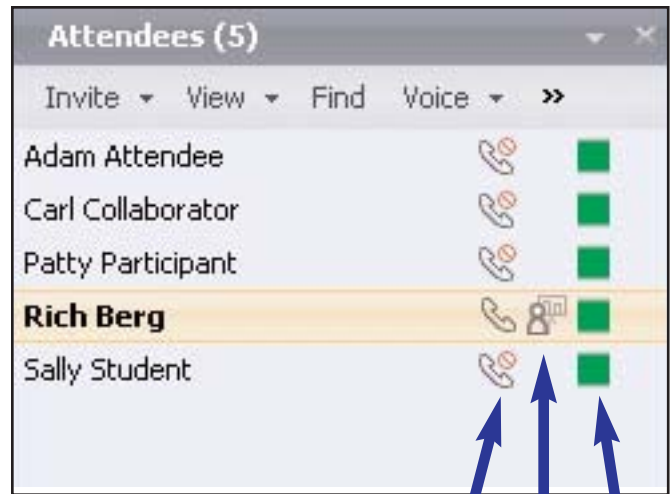 Attendees (5)
Invite View Find Voice »
Adam Attendee
Carl Collaborator
Patty Participant
Rich Berg
Sally Student